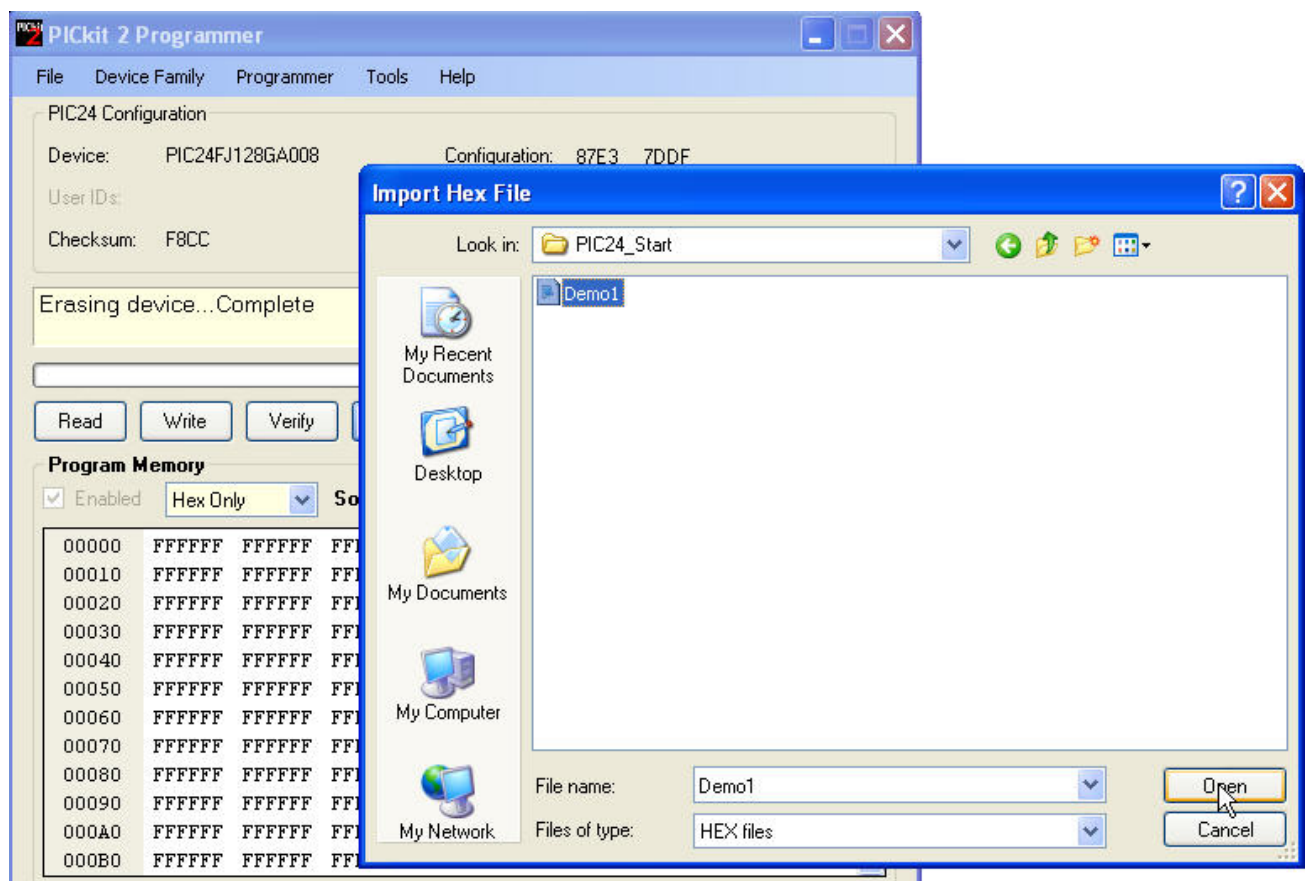 PICkit 2 Programmer
File Device Family Programmer Tools Help
PIC24 Configuration
Device: PIC24FJ128GA008 Configuration: 87E3 7DDF
User IDs:
Checksum: F8CC
Erasing device...Complete
Read Write Verify
Program Memory
Enabled Hex Only
00000 FFFFFF FFFFFF
00010 FFFFFF FFFFFF
00020 FFFFFF FFFFFF
00030 FFFFFF FFFFFF
00040 FFFFFF FFFFFF
00050 FFFFFF FFFFFF
00060 FFFFFF FFFFFF
00070 FFFFFF FFFFFF
00080 FFFFFF FFFFFF
00090 FFFFFF FFFFFF
000A0 FFFFFF FFFFFF
000B0 FFFFFF FFFFFF
Import Hex File
Look in: PIC24_Start
Demo1
My Recent
Documents
Desktop
My Documents
My Computer
My Network
File name: Demo1 Open
Files of type: HEX files Cancel